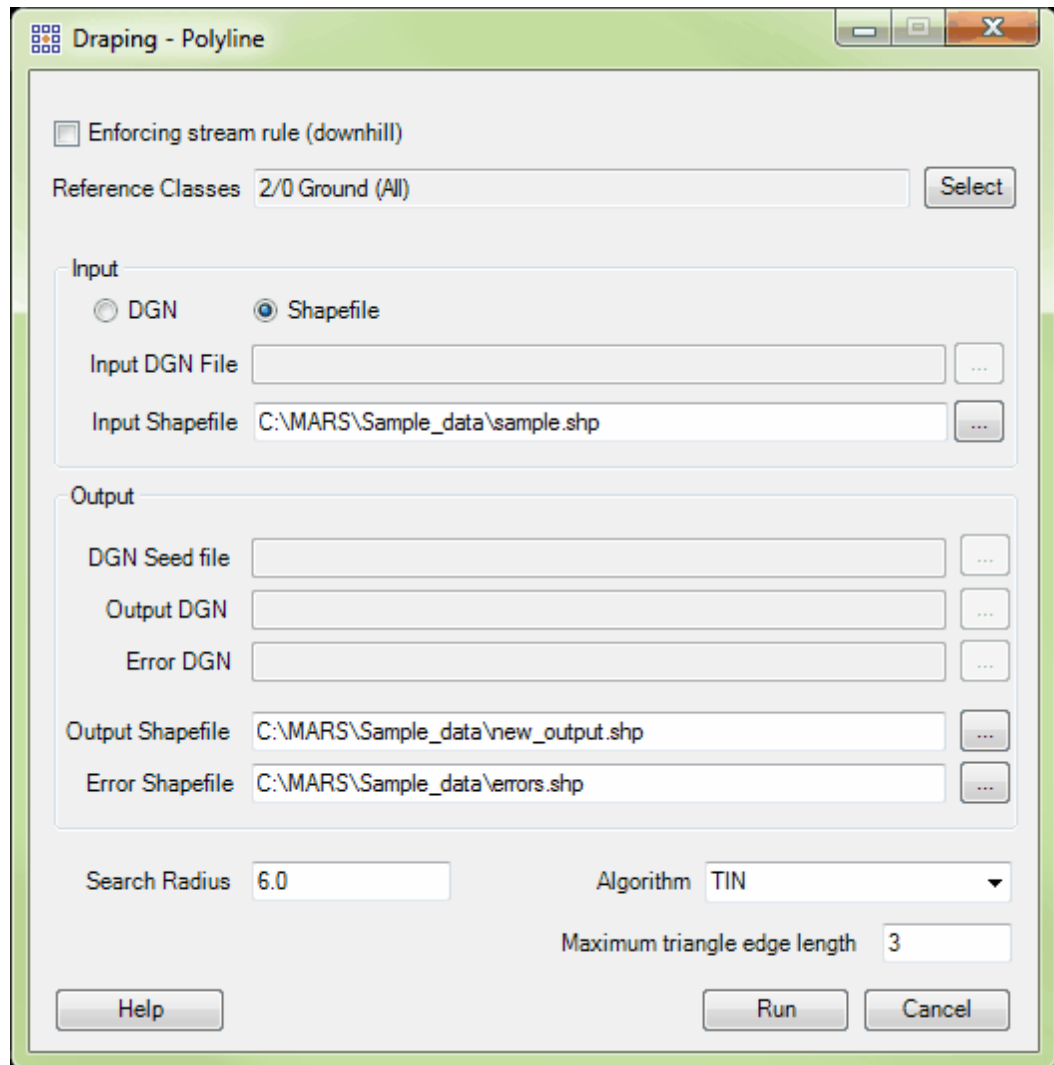 Draping - Polyline
Enforcing stream rule (downhill)
Reference Classes 2/0 Ground (All) Select
Input
DGN Shapefile
Input DGN File ...
Input Shapefile C:\MARS\Sample_data\sample.shp ...
Output
DGN Seed file ...
Output DGN ...
Error DGN ...
Output Shapefile C:\MARS\Sample_data\new_output.shp ...
Error Shapefile C:\MARS\Sample_data\errors.shp ...
Search Radius 6.0 Algorithm TIN
Maximum triangle edge length 3
Help Run Cancel